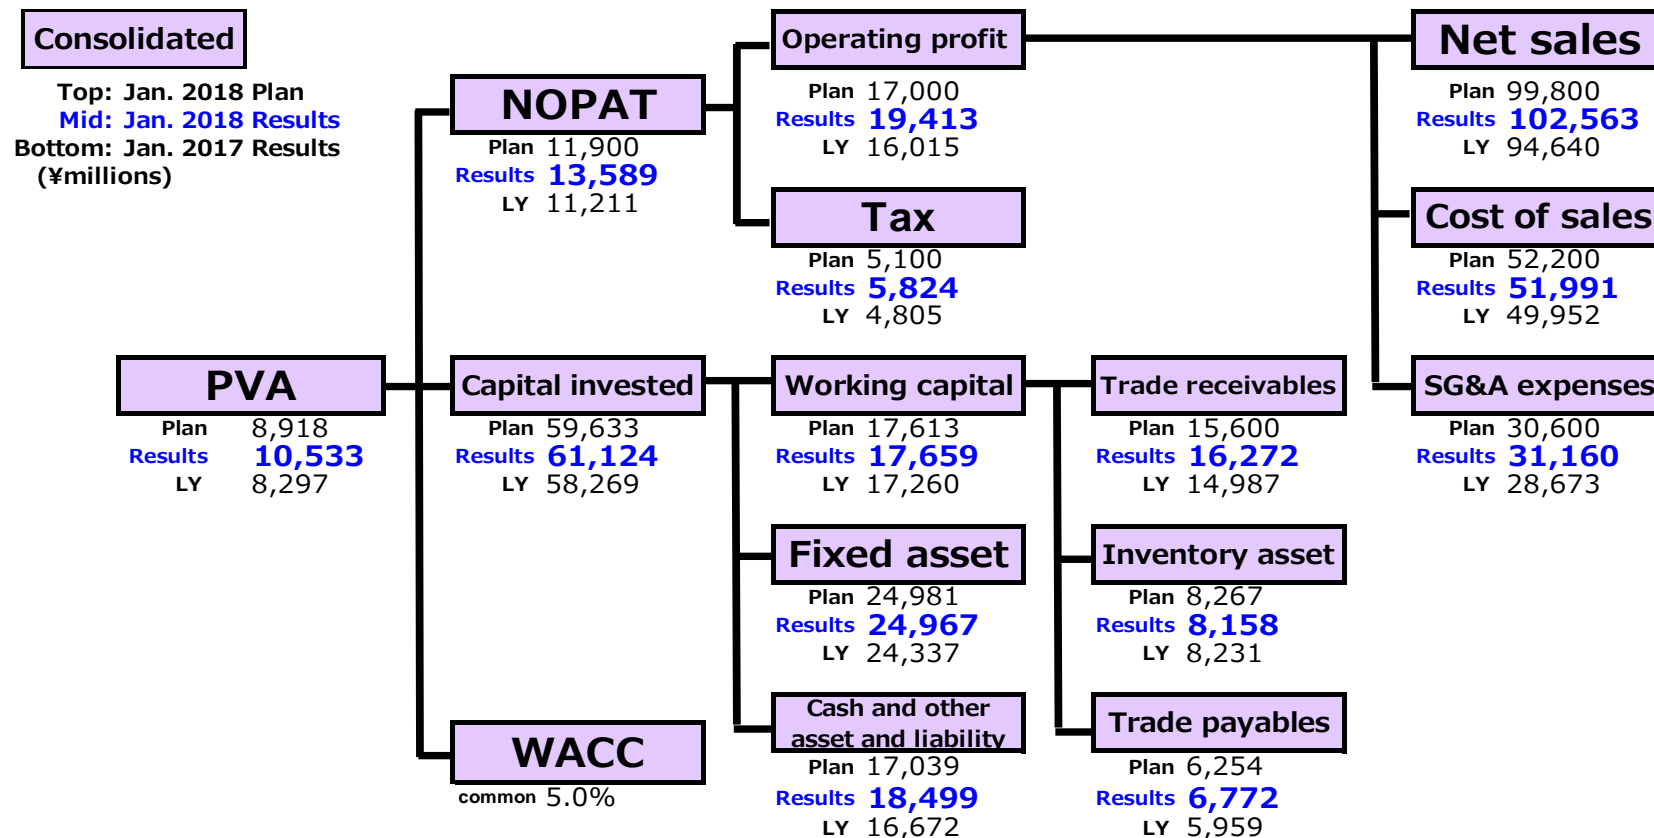 Consolidated
Top: Jan. 2018 Plan
Mid: Jan. 2018 Results
Bottom: Jan. 2017 Results
(¥millions)
PVA
Plan 8,918
Results 10,533
LY 8,297
NOPAT
Plan 11,900
Results 13,589
LY 11,211
Capital invested
Plan 59,633
Results 61,124
LY 58,269
WACC
common 5.0%
Operating profit
Plan 17,000
Results 19,413
LY 16,015
Tax
Plan 5,100
Results 5,824
LY 4,805
Working capital
Plan 17,613
Results 17,659
LY 17,260
Fixed asset
Plan 24,981
Results 24,967
LY 24,337
Cash and other
asset and liability
Plan 17,039
Results 18,499
LY 16,672
Trade receivables
Plan 15,600
Results 16,272
LY 14,987
Inventory asset
Plan 8,267
Results 8,158
LY 8,231
Trade payables
Plan 6,254
Results 6,772
LY 5,959
Net sales
Plan 99,800
Results 102,563
LY 94,640
Cost of sales
Plan 52,200
Results 51,991
LY 49,952
SG&A expenses
Plan 30,600
Results 31,160
LY 28,673